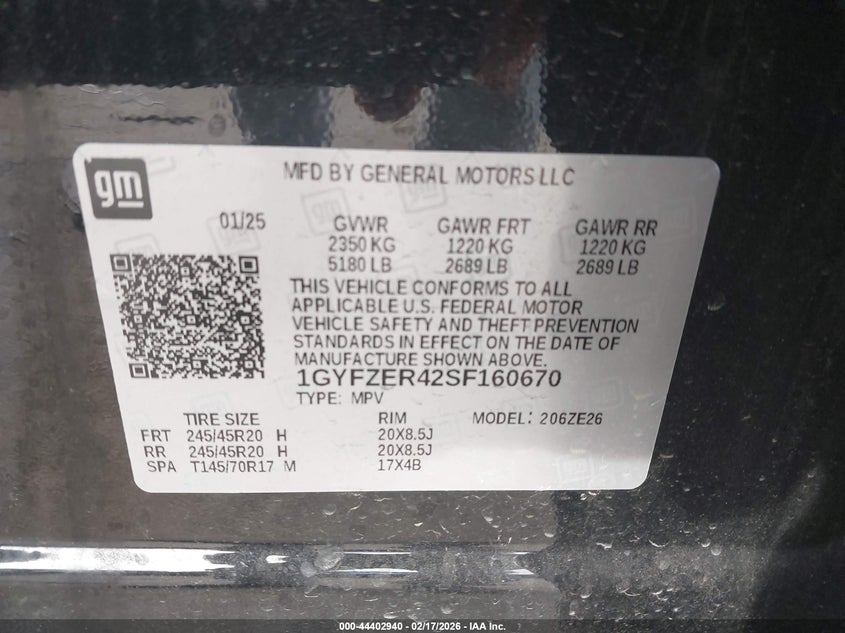 gm
MFD BY GENERAL MOTORS LLC
01/25 GVWR GAWR FRT GAWR RR
2350 KG 1220 KG 1220 KG
5180 LB 2689 LB 2689 LB
THIS VEHICLE CONFORMS TO ALL
APPLICABLE U.S. FEDERAL MOTOR
VEHICLE SAFETY AND THEFT PREVENTION
STANDARDS IN EFFECT ON THE DATE OF
MANUFACTURE SHOWN ABOVE.
1GYFZER42SF160670
TYPE: MPV
TIRE SIZE RIM MODEL: 206ZE26
FRT 245/45R20 H 20X8.5J
RR 245/45R20 H 20X8.5J
SPA T145/70R17 M 17X4B
000-44402940 - 02/17/2026 - IAA Inc.